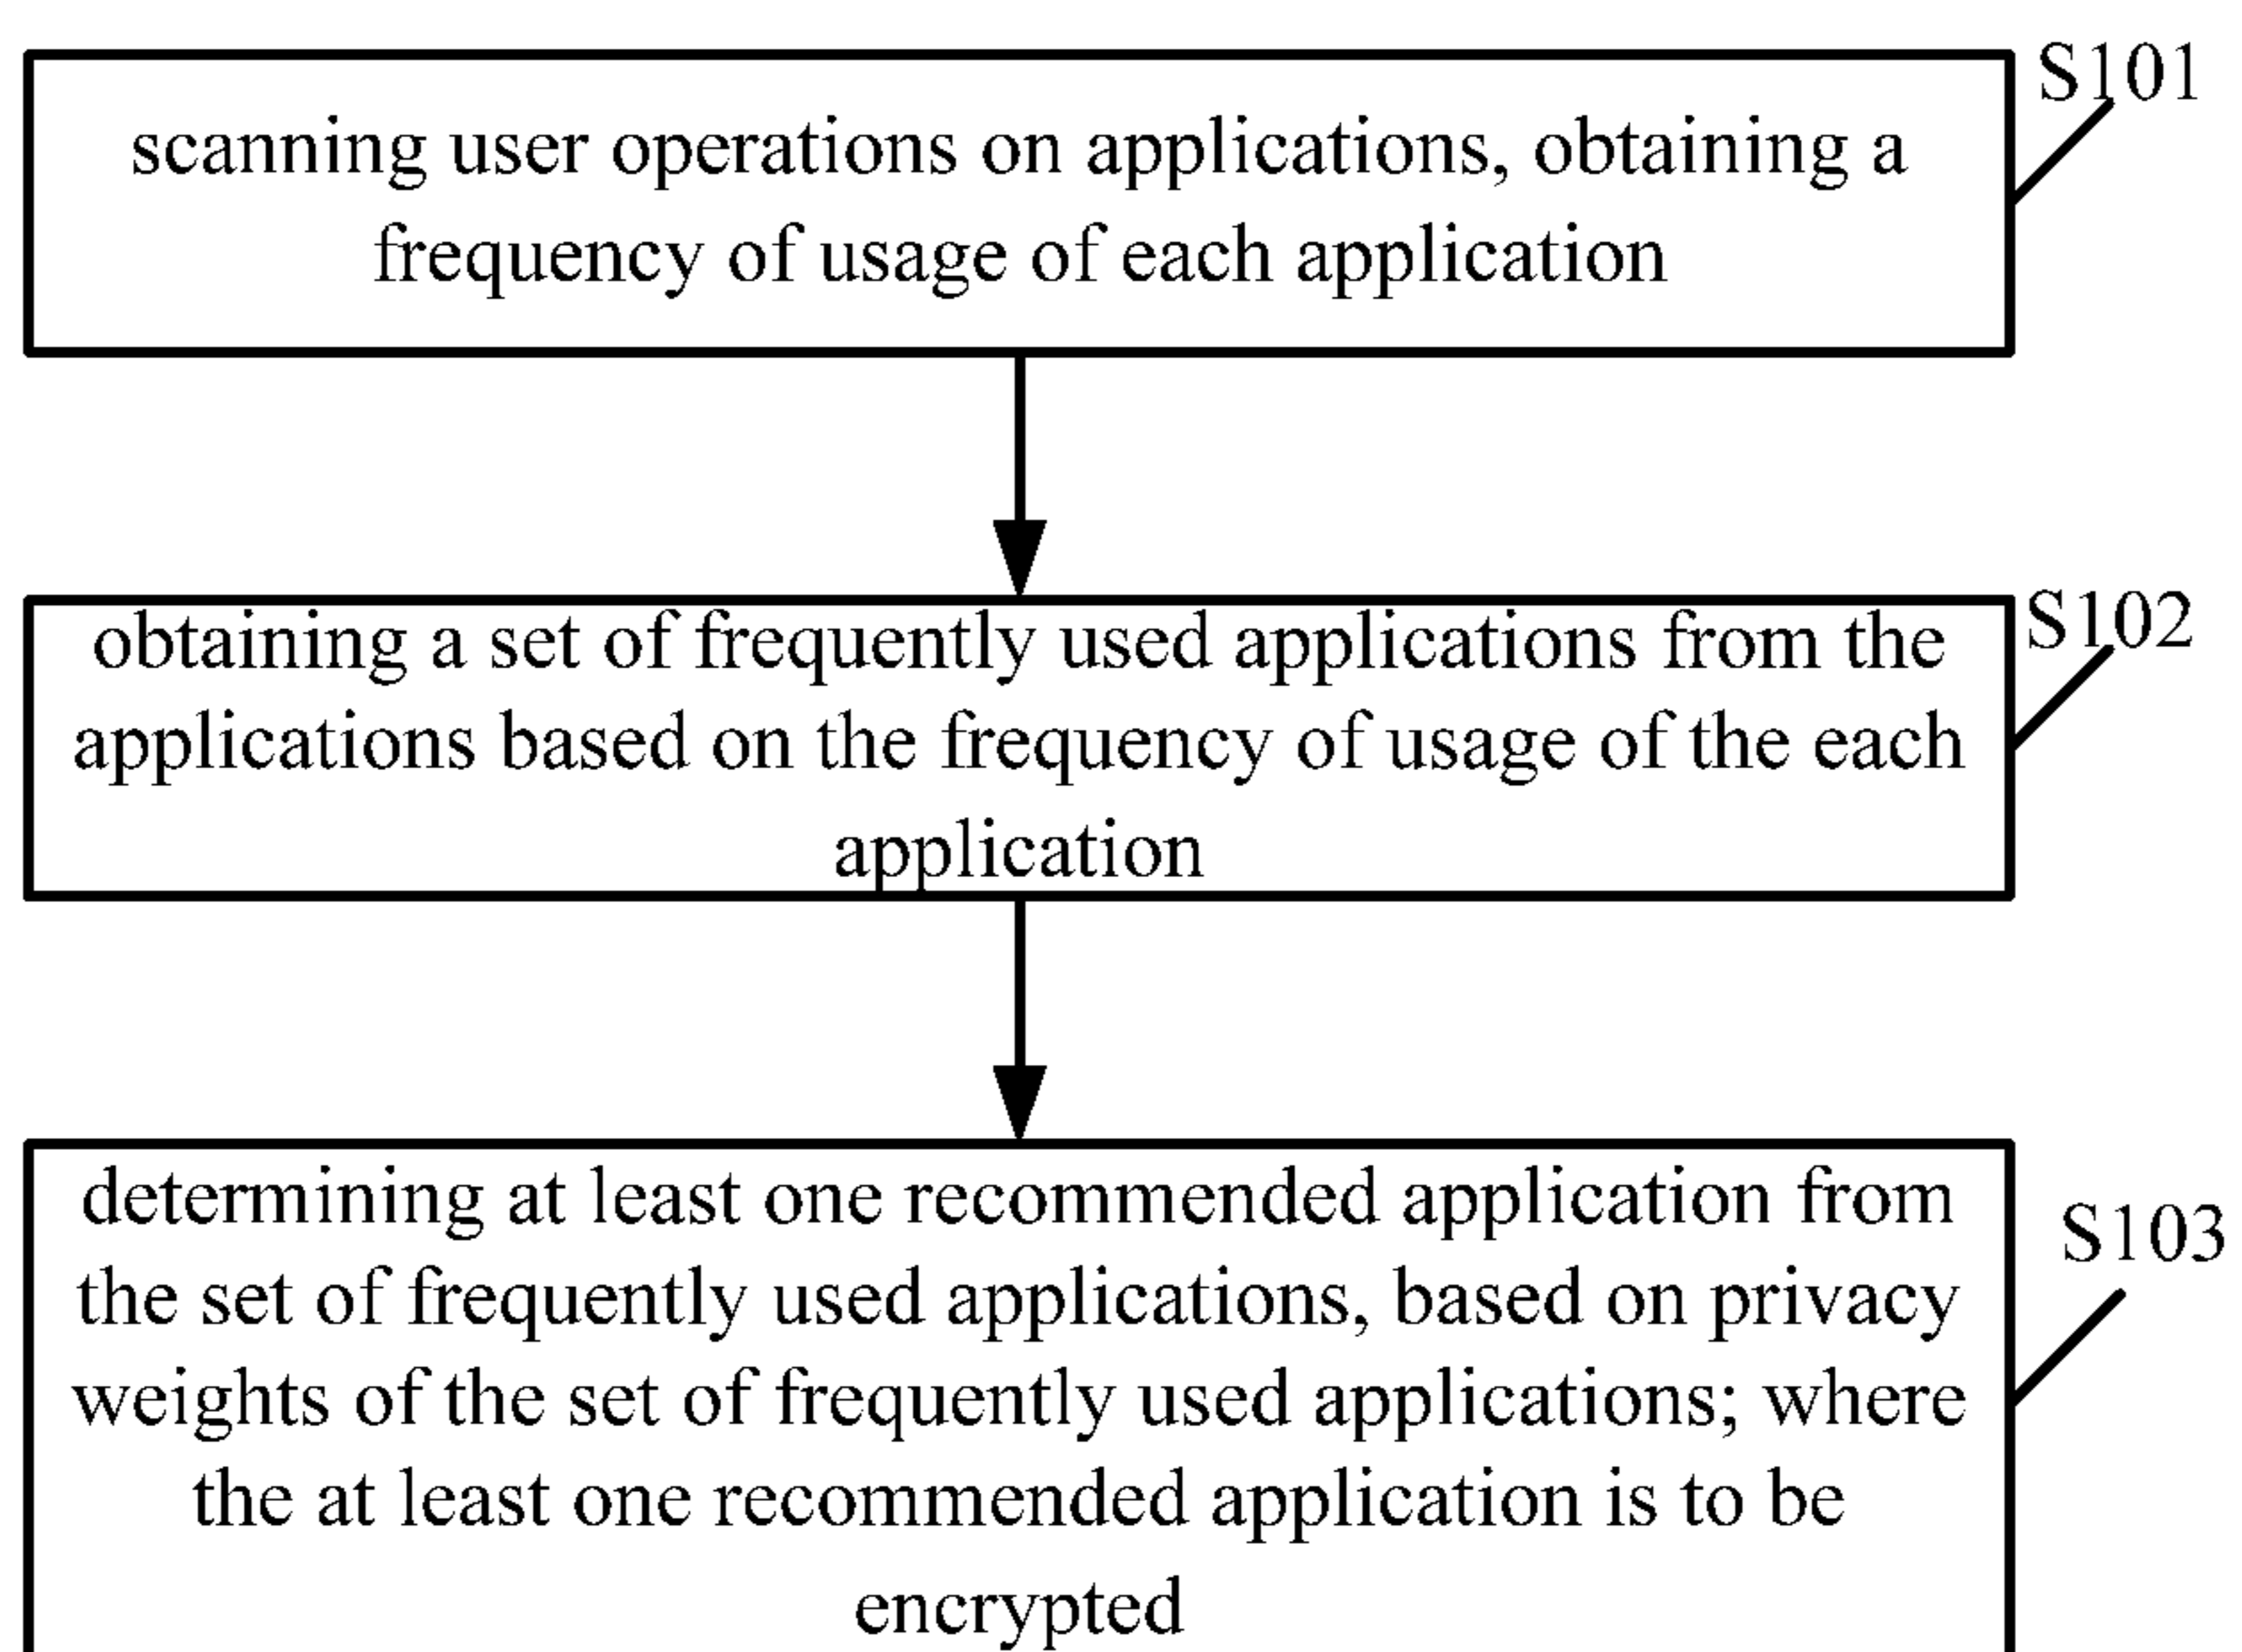 S101
scanning user operations on applications, obtaining a
frequency of usage of each application
S102
obtaining a set of frequently used applications from the
applications based on the frequency of usage of the each
application
determining at least one recommended application from
S103
the set of frequently used applications, based on privacy
weights of the set of frequently used applications; where
the at least one recommended application is to be
encrypted